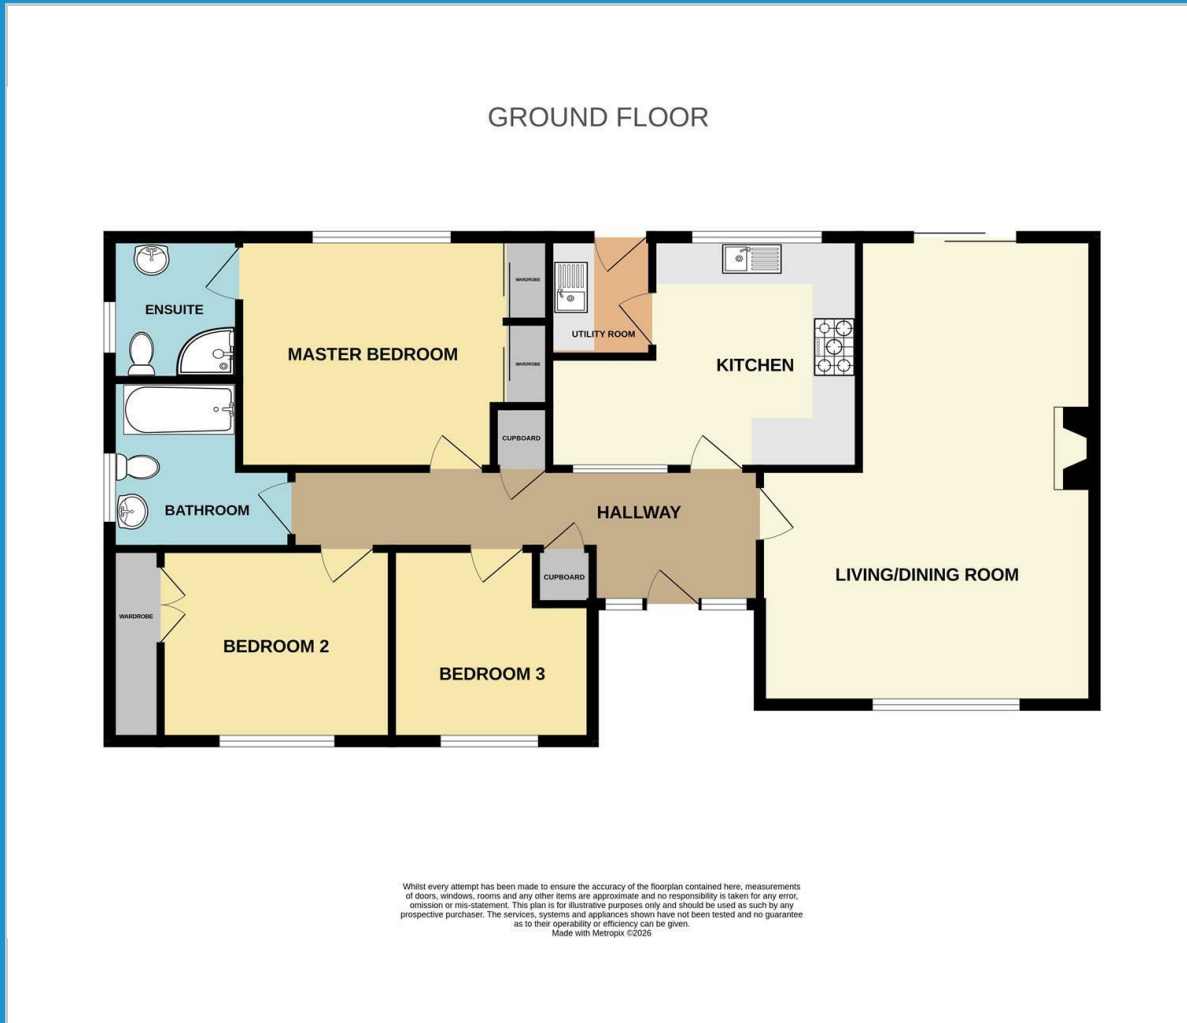 GROUND FLOOR
ENSUITE
MASTER BEDROOM
WARDROBE
WARDROBE
CUPBOARD
UTILITY ROOM
KITCHEN
BATHROOM
HALLWAY
LIVING/DINING ROOM
CUPBOARD
WARDROBE
BEDROOM 2
BEDROOM 3
Whilst every attempt has been made to ensure the accuracy of the floorplan contained here, measurements
of doors, windows, rooms and any other items are approximate and no responsibility is taken for any error,
omission or mis-statement. This plan is for illustrative purposes only and should be used as such by any
prospective purchaser. The services, systems and appliances shown have not been tested and no guarantee
as to their operability or efficiency can be given.
Made with Metropix ©2026